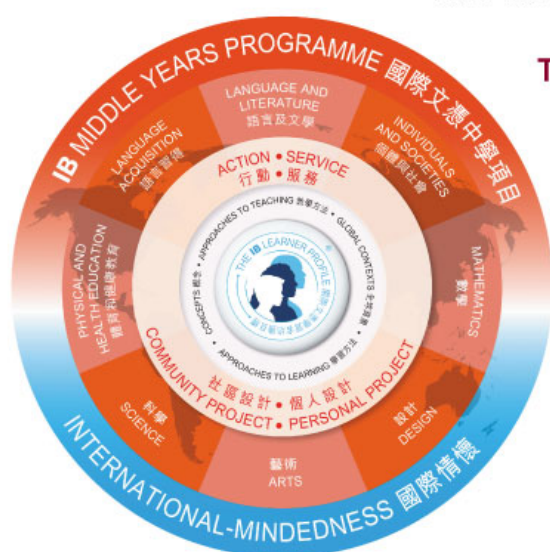 IB MIDDLE YEARS PROGRAMME 國際文憑中學項目
T
LANGUAGE AND
LITERATURE
語言及文學
LANGUAGE
ACQUISITION
語言習得
INDIVIDUALS
AND SOCIETIES
個體與社會
PHYSICAL AND
HEALTH EDUCATION
體育和健康教育
MATHEMATICS
數學
科學
SCIENCE
藝術
ARTS
設計
DESIGN
ACTION • SERVICE
行動 • 服務
社區設計 • 個人設計
COMMUNITY PROJECT • PERSONAL PROJECT
APPROACHES TO TEACHING 教學方法
GLOBAL CONTEXTS
CONCEPTS 概念
APPROACHES TO LEARNING
THE IB LEARNER PROFILE
®
INTERNATIONAL-MINDEDNESS 國際情懷